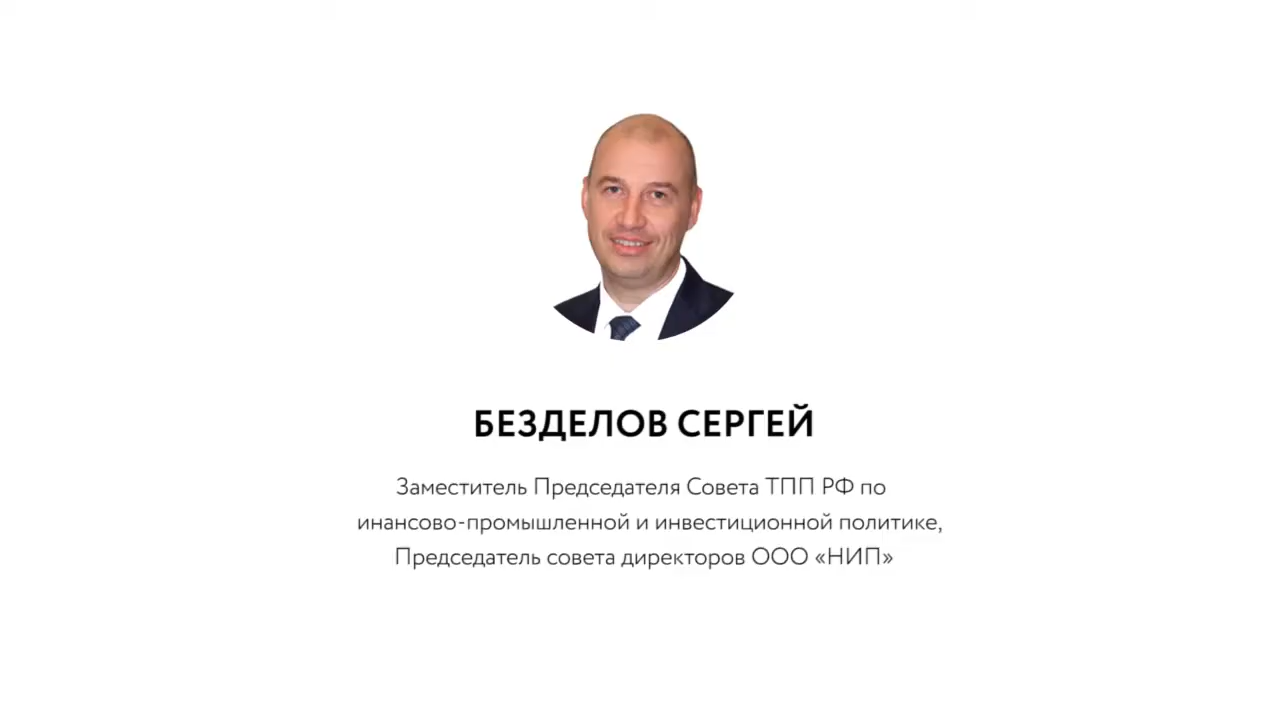 БЕЗДЕЛОВ СЕРГЕЙ
Заместитель Председателя Совета ТПП РФ по
инансово-промышленной и инвестиционной политике,
Председатель совета директоров ООО «НИП»